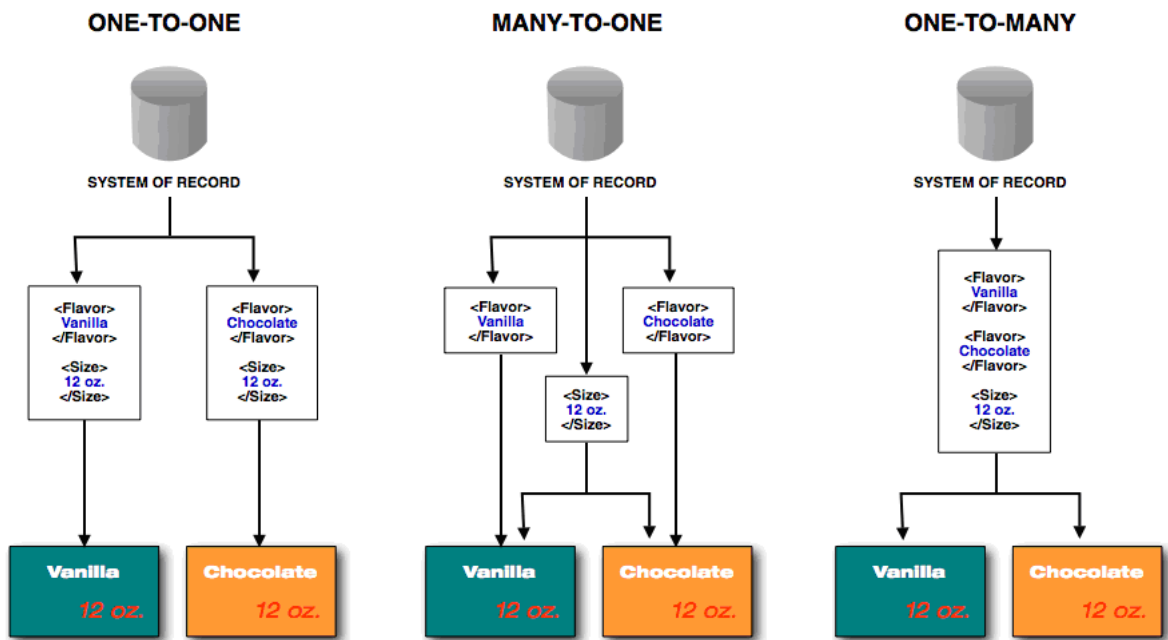 ONE-TO-ONE
SYSTEM OF RECORD
<Flavor>
Vanilla
</Flavor>
<Size>
12 oz.
</Size>
<Flavor>
Chocolate
</Flavor>
<Size>
12 oz.
</Size>
Vanilla
12 oz.
Chocolate
12 oz.
MANY-TO-ONE
SYSTEM OF RECORD
<Flavor>
Vanilla
</Flavor>
<Flavor>
Chocolate
</Flavor>
<Size>
12 oz.
</Size>
Vanilla
12 oz.
Chocolate
12 oz.
ONE-TO-MANY
SYSTEM OF RECORD
<Flavor>
Vanilla
</Flavor>
<Flavor>
Chocolate
</Flavor>
<Size>
12 oz.
</Size>
Vanilla
12 oz.
Chocolate
12 oz.